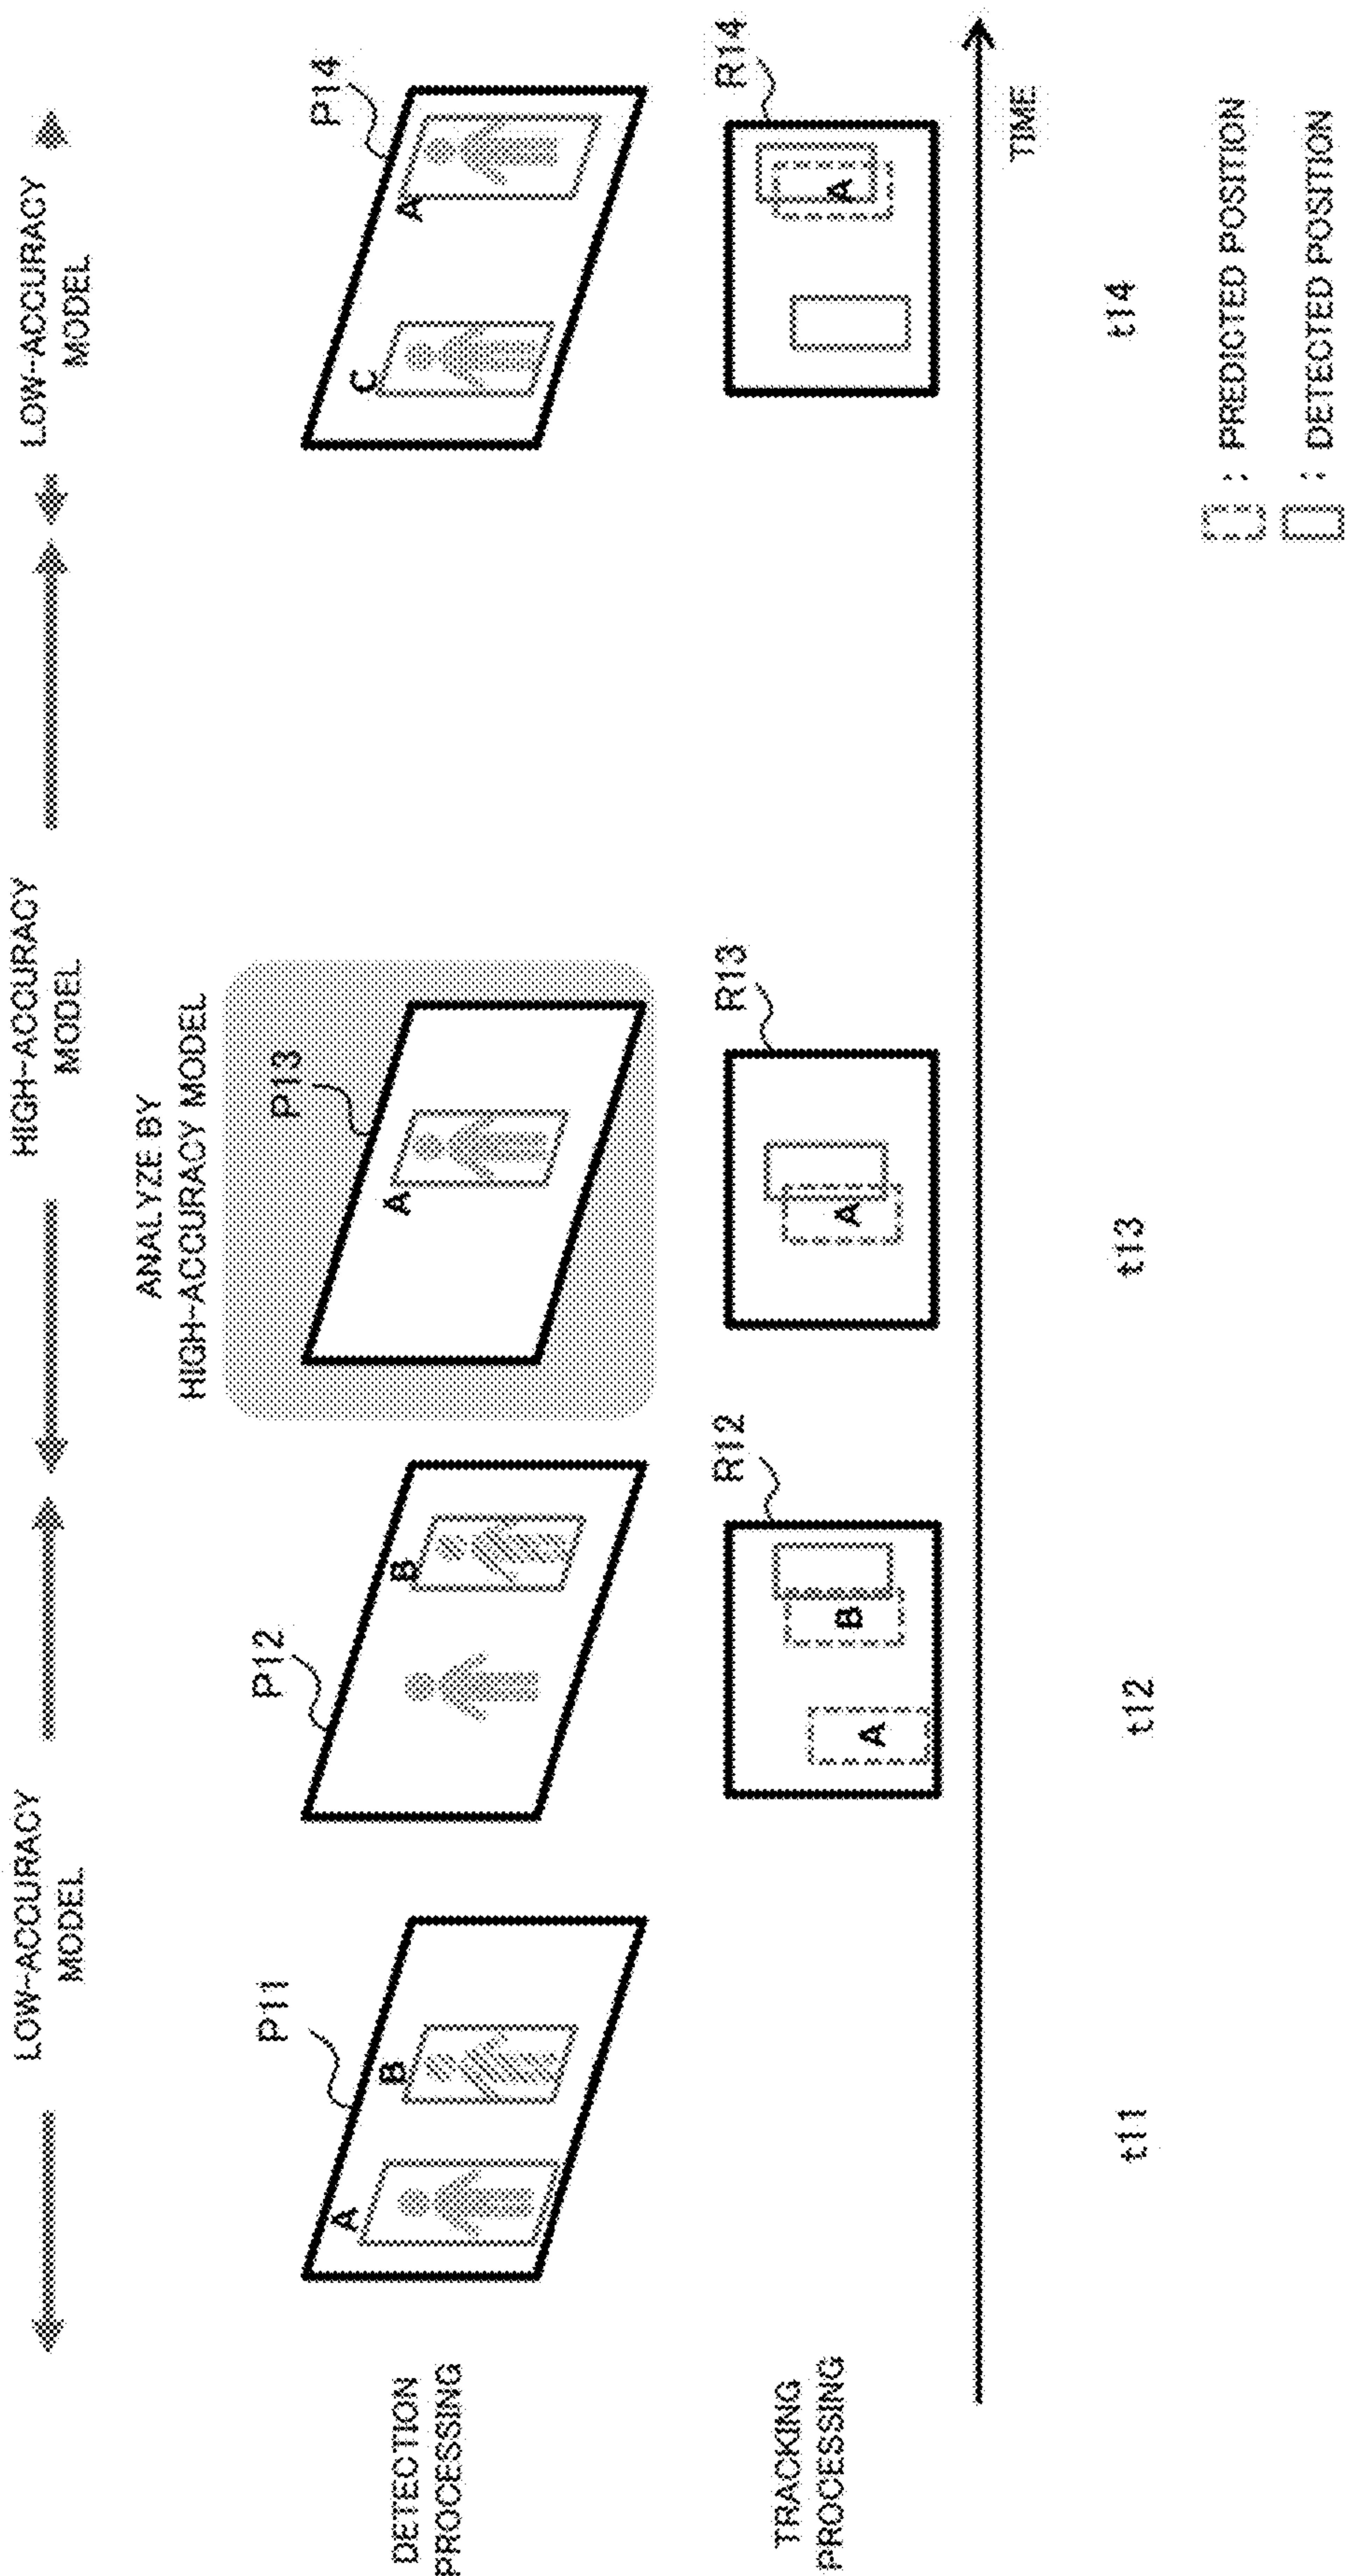 LOW-ACCURACY
MODEL
HIGH-ACCURACY
MODEL
LOW-ACCURACY
MODEL
ANALYZE BY
HIGH-ACCURACY MODEL
DETECTION
PROCESSING
P11
A
B
P12
B
P13
A
P14
C
A
TRACKING
PROCESSING
R12
A
B
R13
A
R14
A
TIME
t11
t12
t13
t14
: PREDICTED POSITION
: DETECTED POSITION